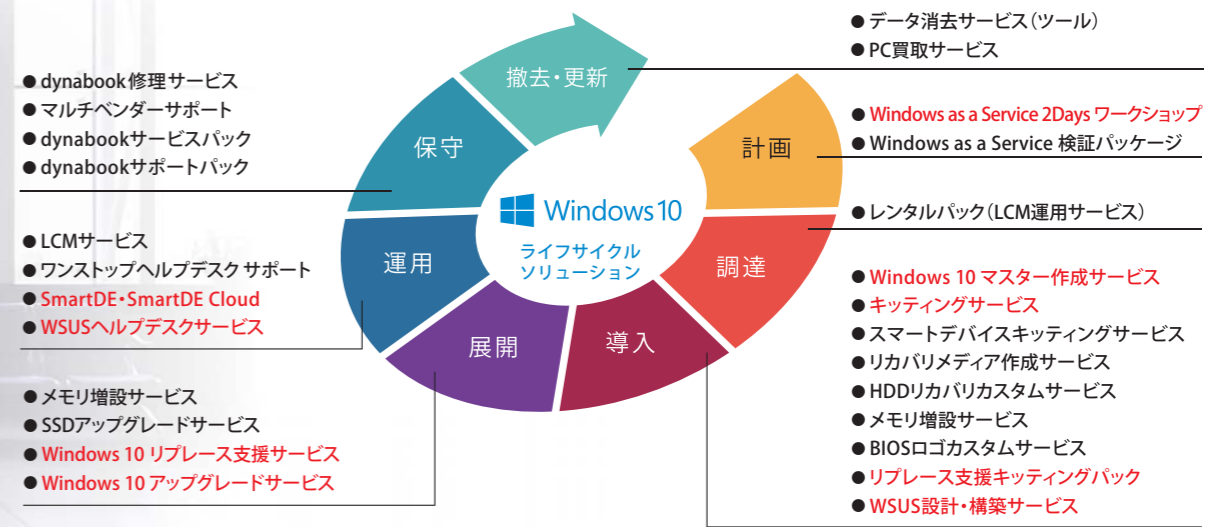 撤去・更新
● データ消去サービス（ツール）
● PC買取サービス
計画
● Windows as a Service 2Days ワークショップ
● Windows as a Service 検証パッケージ
調達
● レンタルパック（LCM運用サービス）
導入
● Windows 10 マスター作成サービス
● キッティングサービス
● スマートデバイスキッティングサービス
● リカバリメディア作成サービス
● HDDリカバリカスタムサービス
● メモリ増設サービス
● BIOSロゴカスタムサービス
● リプレース支援キッティングパック
● WSUS設計・構築サービス
展開
● メモリ増設サービス
● SSDアップグレードサービス
● Windows 10 リプレース支援サービス
● Windows 10 アップグレードサービス
運用
● LCMサービス
● ワンストップヘルプデスク サポート
● SmartDE・SmartDE Cloud
● WSUSヘルプデスクサービス
保守
● dynabook修理サービス
● マルチベンダーサポート
● dynabookサービスパック
● dynabookサポートパック
Windows 10
ライフサイクル
ソリューション